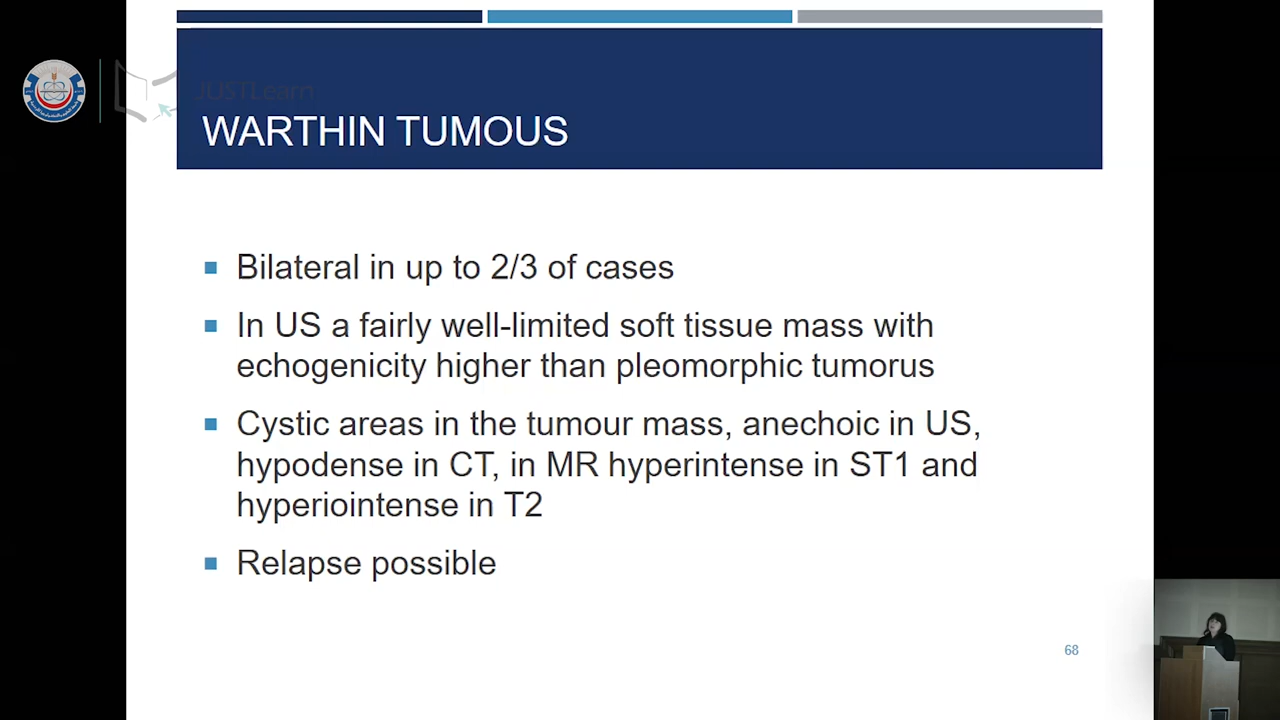 JUSTLearn
WARTHIN TUMOUS
Bilateral in up to 2/3 of cases
In US a fairly well-limited soft tissue mass with
echogenicity higher than pleomorphic tumorus
Cystic areas in the tumour mass, anechoic in US,
hypodense in CT, in MR hyperintense in ST1 and
hyperiointense in T2
Relapse possible
68